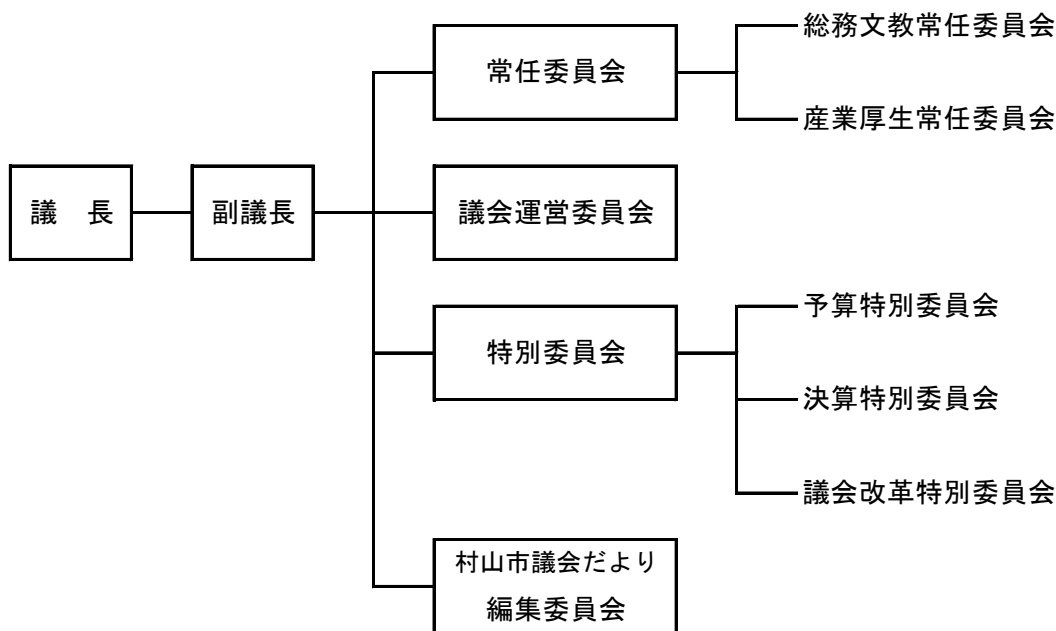 総務文教常任委員会
常任委員会
産業厚生常任委員会
議　長
副議長
議会運営委員会
予算特別委員会
特別委員会
決算特別委員会
議会改革特別委員会
村山市議会だより
編集委員会